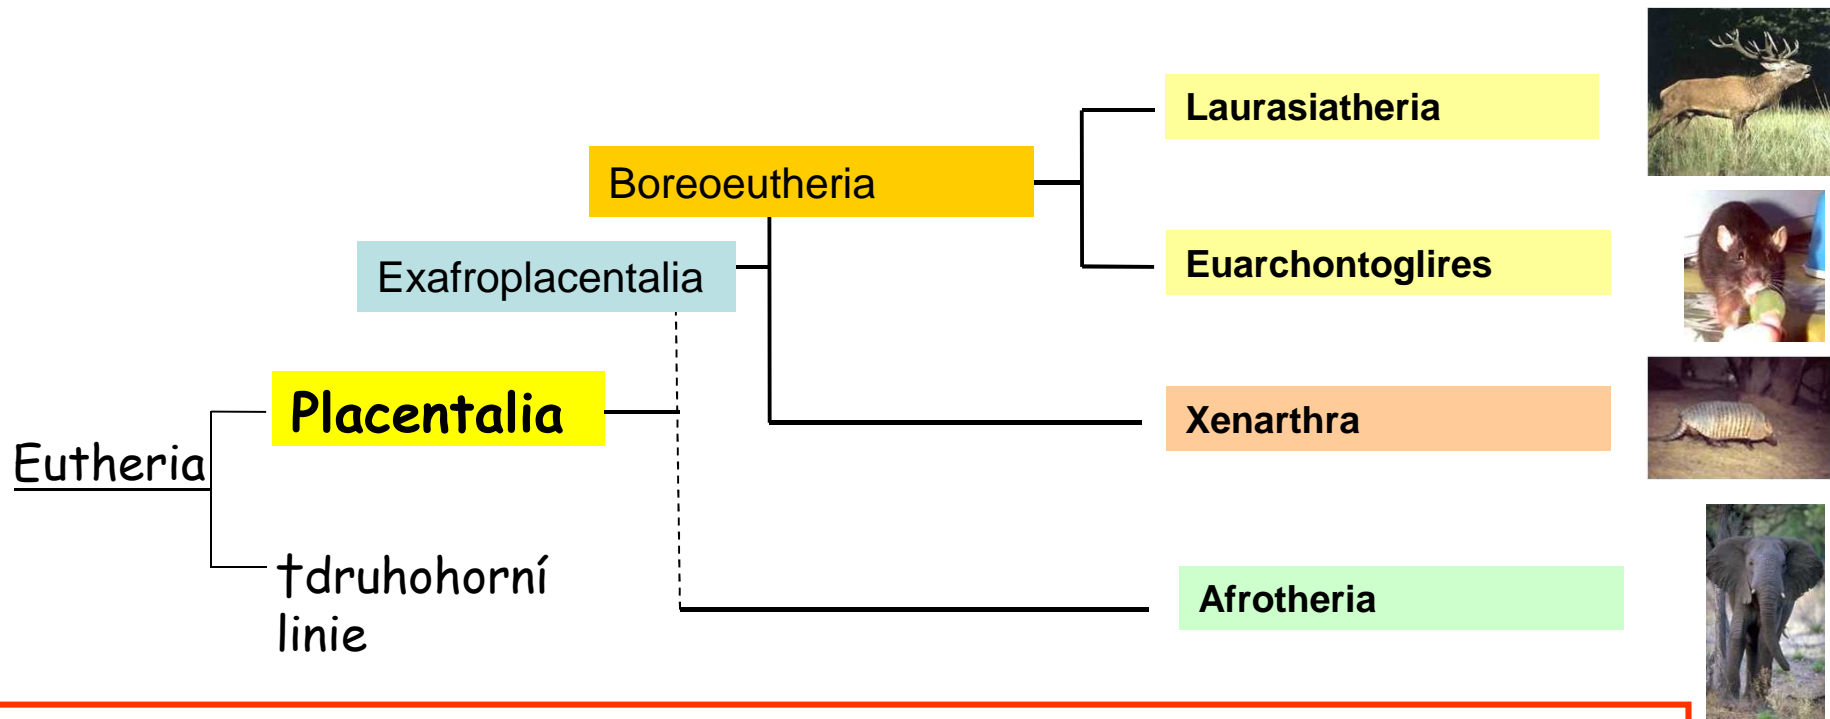 Laurasiatheria
Boreoeutheria
Euarchontoglires
Exafroplacentalia
Placentalia
Xenarthra
Eutheria
†druhohorní
linie
Afrotheria